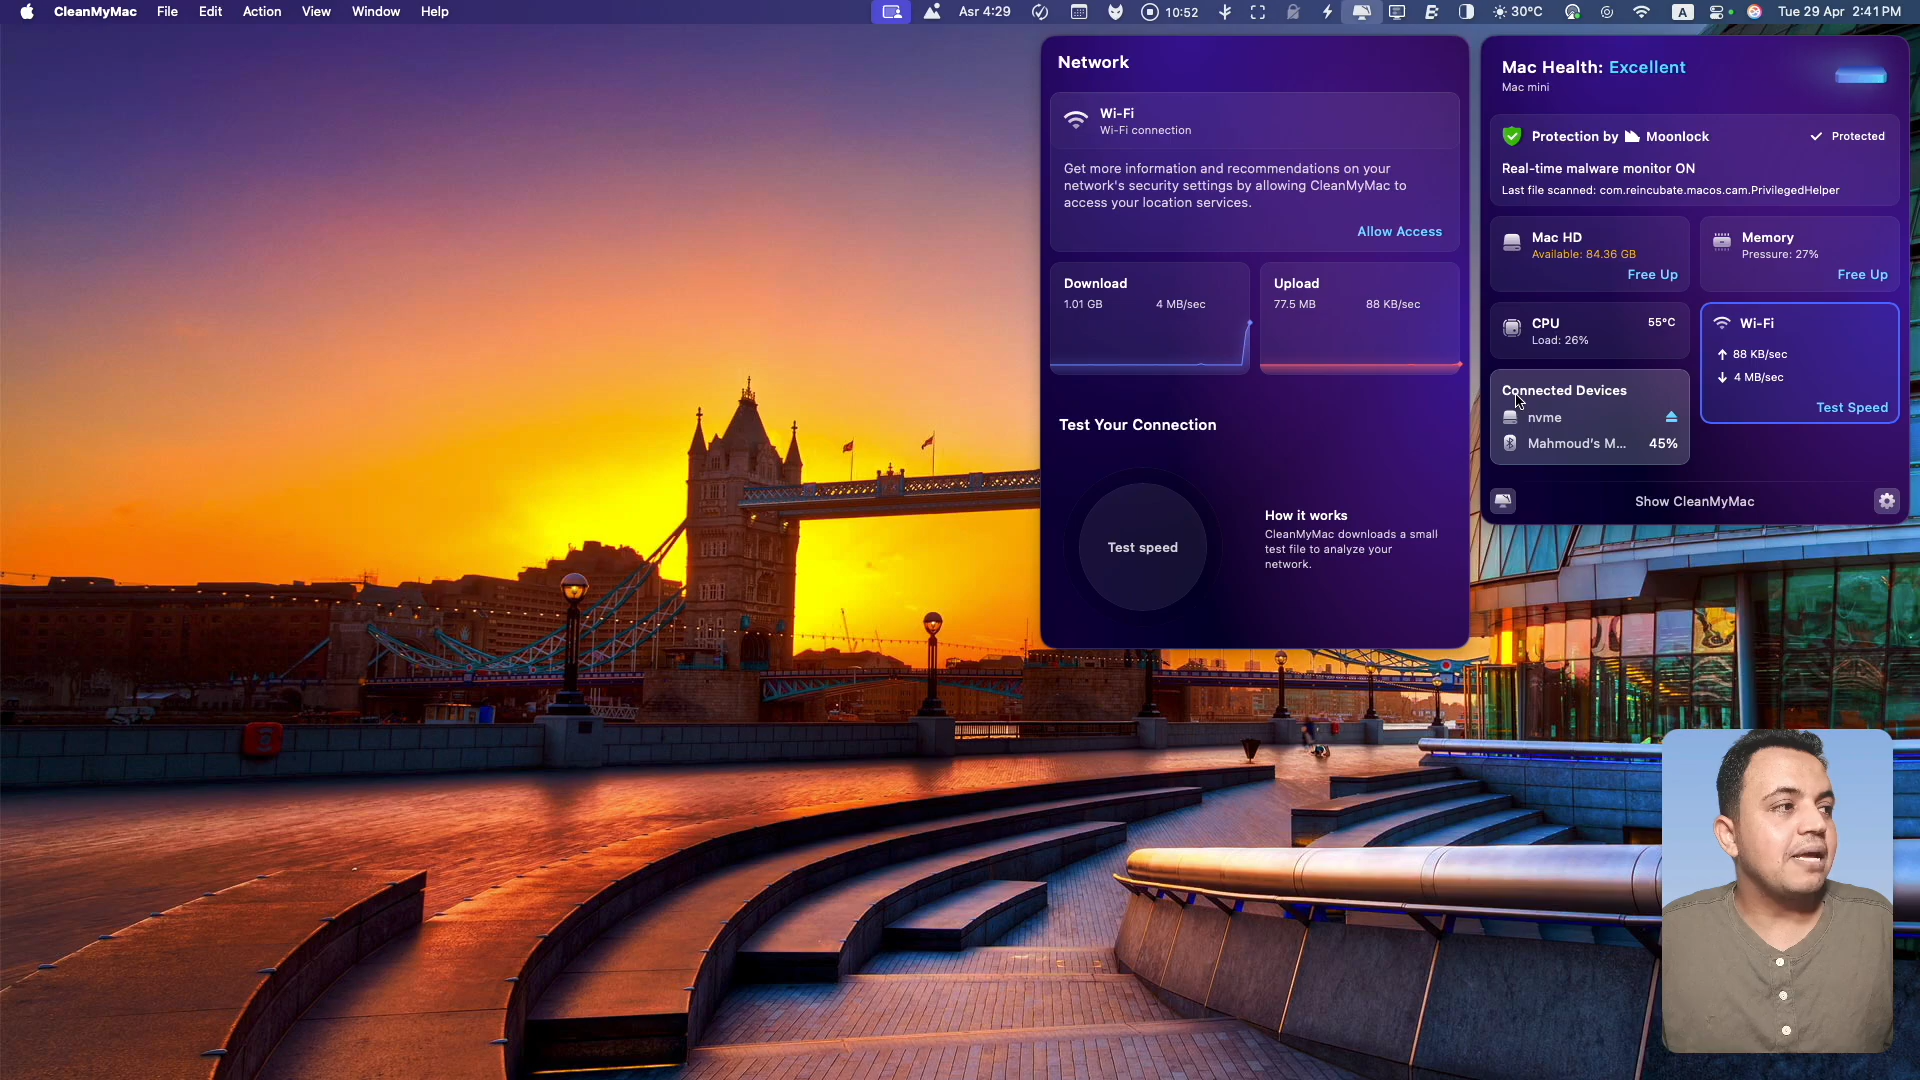 CleanMyMac File Edit Action View Window Help Asr 4:29 10:52 30°C A Tue 29 Apr 2:41 PM
Network
Wi-Fi
Wi-Fi connection
Get more information and recommendations on your
network's security settings by allowing CleanMyMac to
access your location services.
Allow Access
Download
1.01 GB 4 MB/sec
Upload
77.5 MB 88 KB/sec
Test Your Connection
Test speed
How it works
CleanMyMac downloads a small
test file to analyze your
network.
Mac Health: Excellent
Mac mini
Protection by Moonlock Protected
Real-time malware monitor ON
Last file scanned: com.reincubate.macos.cam.PrivilegedHelper
Mac HD
Available: 84.36 GB
Free Up
Memory
Pressure: 27%
Free Up
CPU 55°C
Load: 26%
Wi-Fi
88 KB/sec
4 MB/sec
Test Speed
Connected Devices
nvme
Mahmoud's M... 45%
Show CleanMyMac